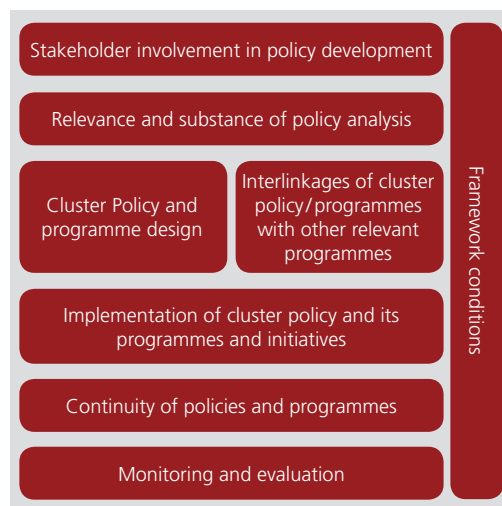 Stakeholder involvement in policy development
Relevance and substance of policy analysis
Cluster Policy and
programme design
Interlinkages of cluster
policy/programmes
with other relevant
programmes
Implementation of cluster policy and its
programmes and initiatives
Continuity of policies and programmes
Monitoring and evaluation
Framework conditions